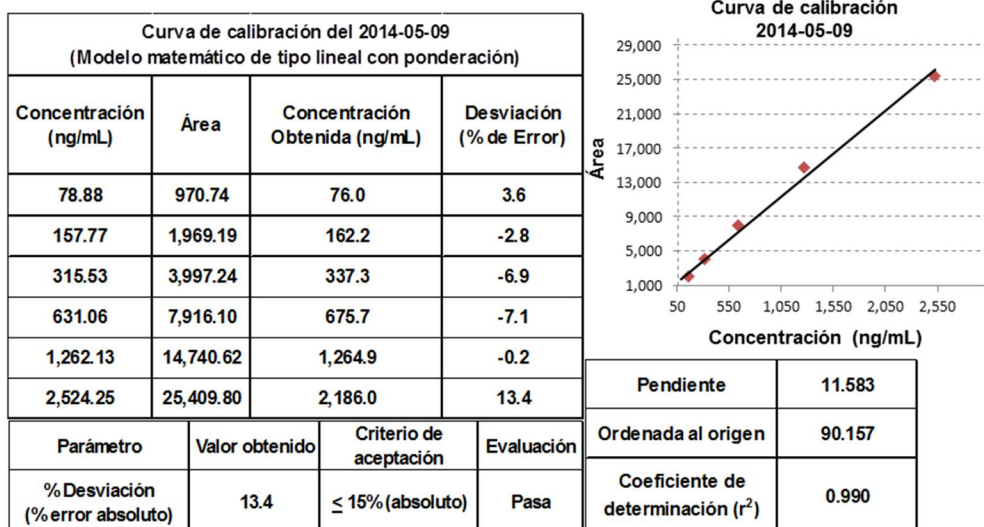 Curva de calibración del 2014-05-09
(Modelo matemático de tipo lineal con ponderación)
Concentración (ng/mL) Área Concentración Obtenida (ng/mL) Desviación (% de Error)
78.88 970.74 76.0 3.6
157.77 1,969.19 162.2 -2.8
315.53 3,997.24 337.3 -6.9
631.06 7,916.10 675.7 -7.1
1,262.13 14,740.62 1,264.9 -0.2
2,524.25 25,409.80 2,186.0 13.4
Parámetro Valor obtenido Criterio de aceptación Evaluación
% Desviación (% error absoluto) 13.4 ≤ 15% (absoluto) Pasa
Curva de calibración
2014-05-09
29,000
25,000
21,000
17,000
13,000
9,000
5,000
1,000
Área
50 550 1,050 1,550 2,050 2,550
Concentración (ng/mL)
Pendiente 11.583
Ordenada al origen 90.157
Coeficiente de determinación (r²) 0.990